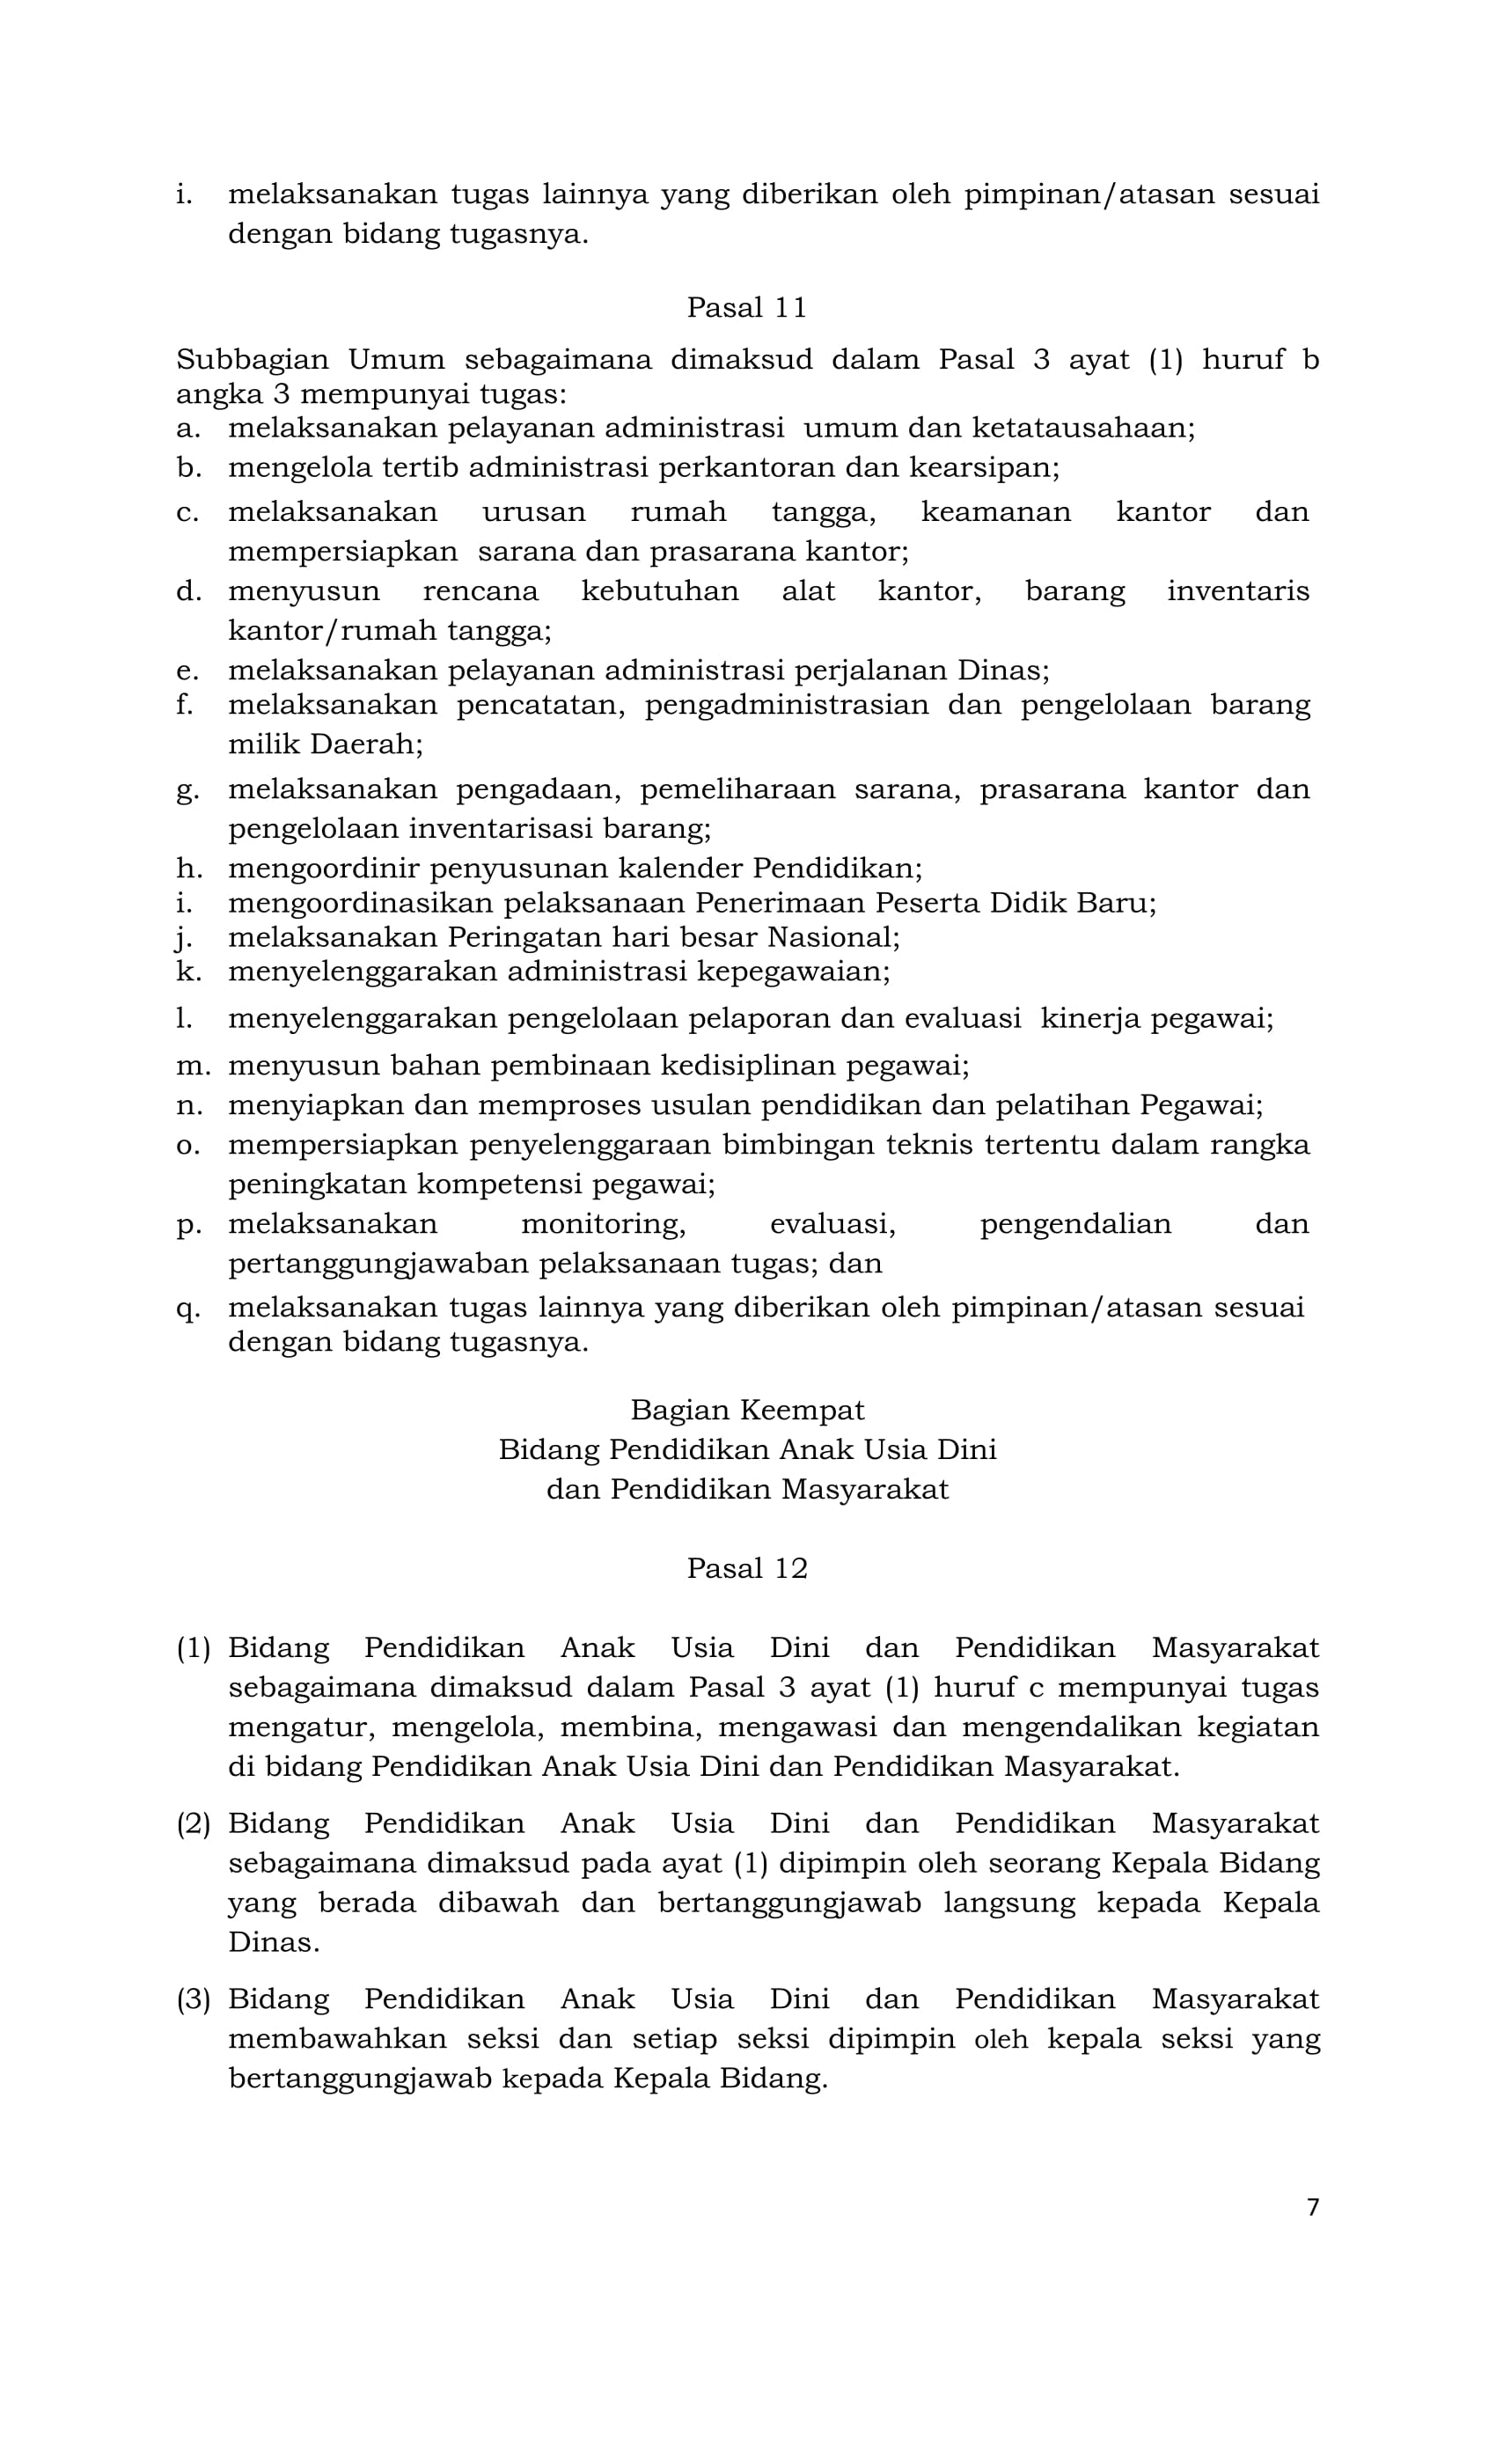 i. melaksanakan tugas lainnya yang diberikan oleh pimpinan/atasan sesuai
dengan bidang tugasnya.
Pasal 11
Subbagian Umum sebagaimana dimaksud dalam Pasal 3 ayat (1) huruf b
angka 3 mempunyai tugas:
a. melaksanakan pelayanan administrasi umum dan ketatausahaan;
b. mengelola tertib administrasi perkantoran dan kearsipan;
c. melaksanakan urusan rumah tangga, keamanan kantor dan
mempersiapkan sarana dan prasarana kantor;
d. menyusun rencana kebutuhan alat kantor, barang inventaris
kantor/rumah tangga;
e. melaksanakan pelayanan administrasi perjalanan Dinas;
f. melaksanakan pencatatan, pengadministrasian dan pengelolaan barang
milik Daerah;
g. melaksanakan pengadaan, pemeliharaan sarana, prasarana kantor dan
pengelolaan inventarisasi barang;
h. mengoordinir penyusunan kalender Pendidikan;
i. mengoordinasikan pelaksanaan Penerimaan Peserta Didik Baru;
j. melaksanakan Peringatan hari besar Nasional;
k. menyelenggarakan administrasi kepegawaian;
l. menyelenggarakan pengelolaan pelaporan dan evaluasi kinerja pegawai;
m. menyusun bahan pembinaan kedisiplinan pegawai;
n. menyiapkan dan memproses usulan pendidikan dan pelatihan Pegawai;
o. mempersiapkan penyelenggaraan bimbingan teknis tertentu dalam rangka
peningkatan kompetensi pegawai;
p. melaksanakan monitoring, evaluasi, pengendalian dan
pertanggungjawaban pelaksanaan tugas; dan
q. melaksanakan tugas lainnya yang diberikan oleh pimpinan/atasan sesuai
dengan bidang tugasnya.
Bagian Keempat
Bidang Pendidikan Anak Usia Dini
dan Pendidikan Masyarakat
Pasal 12
(1) Bidang Pendidikan Anak Usia Dini dan Pendidikan Masyarakat
sebagaimana dimaksud dalam Pasal 3 ayat (1) huruf c mempunyai tugas
mengatur, mengelola, membina, mengawasi dan mengendalikan kegiatan
di bidang Pendidikan Anak Usia Dini dan Pendidikan Masyarakat.
(2) Bidang Pendidikan Anak Usia Dini dan Pendidikan Masyarakat
sebagaimana dimaksud pada ayat (1) dipimpin oleh seorang Kepala Bidang
yang berada dibawah dan bertanggungjawab langsung kepada Kepala
Dinas.
(3) Bidang Pendidikan Anak Usia Dini dan Pendidikan Masyarakat
membawahkan seksi dan setiap seksi dipimpin oleh kepala seksi yang
bertanggungjawab kepada Kepala Bidang.
7